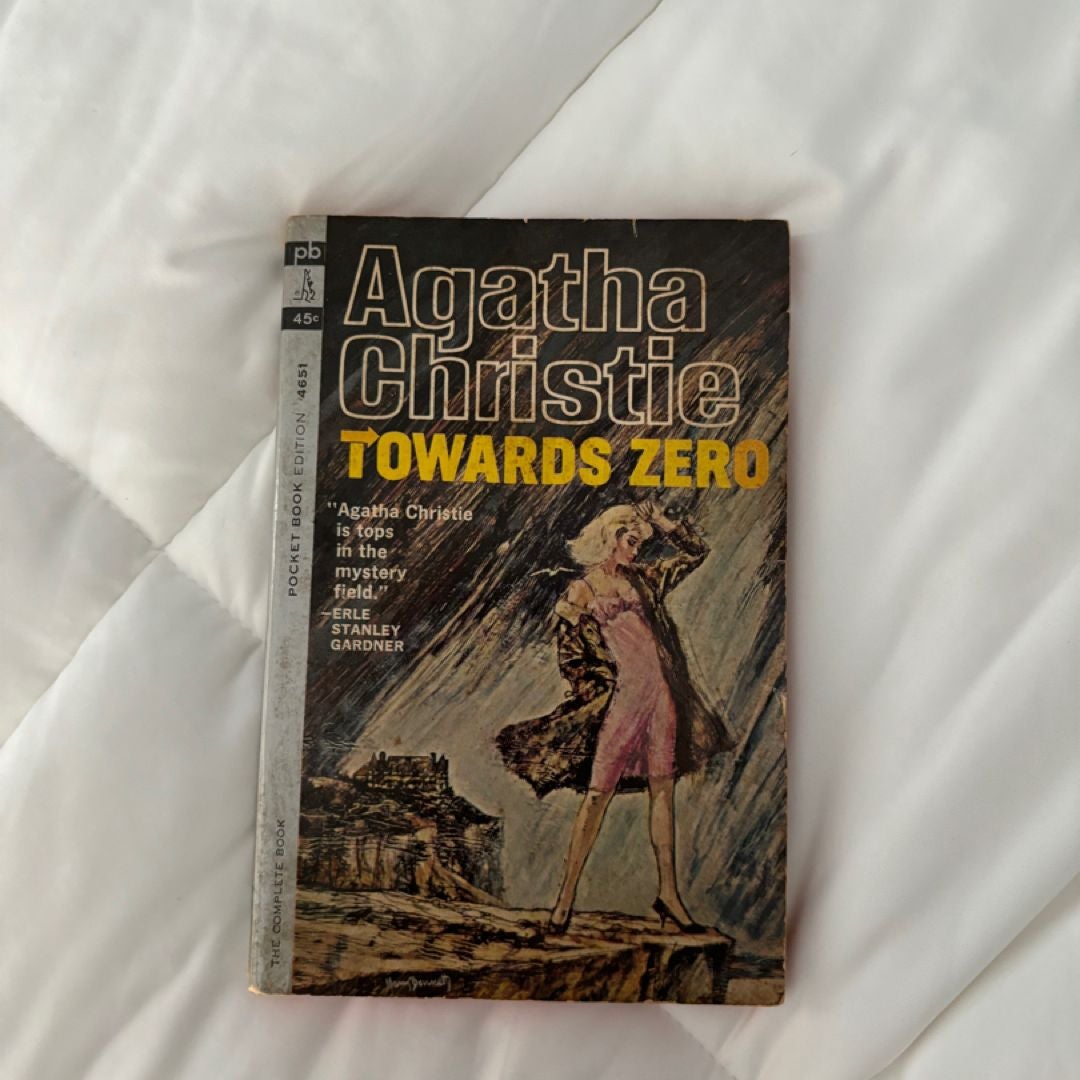 pb
45c
POCKET BOOK EDITION 4651
THE COMPLETE BOOK
Agatha
Christie
TOWARDS ZERO
"Agatha Christie
is tops
in the
mystery
field."
—ERLE
STANLEY
GARDNER